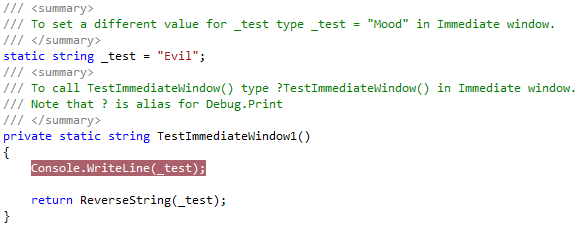 /// <summary>
/// To set a different value for _test type _test = "Mood" in Immediate window.
/// </summary>
static string _test = "Evil";
/// <summary>
/// To call TestImmediateWindow() type ?TestImmediateWindow() in Immediate window.
/// Note that ? is alias for Debug.Print
/// </summary>
private static string TestImmediateWindow1()
{
Console.WriteLine(_test);
return ReverseString(_test);
}